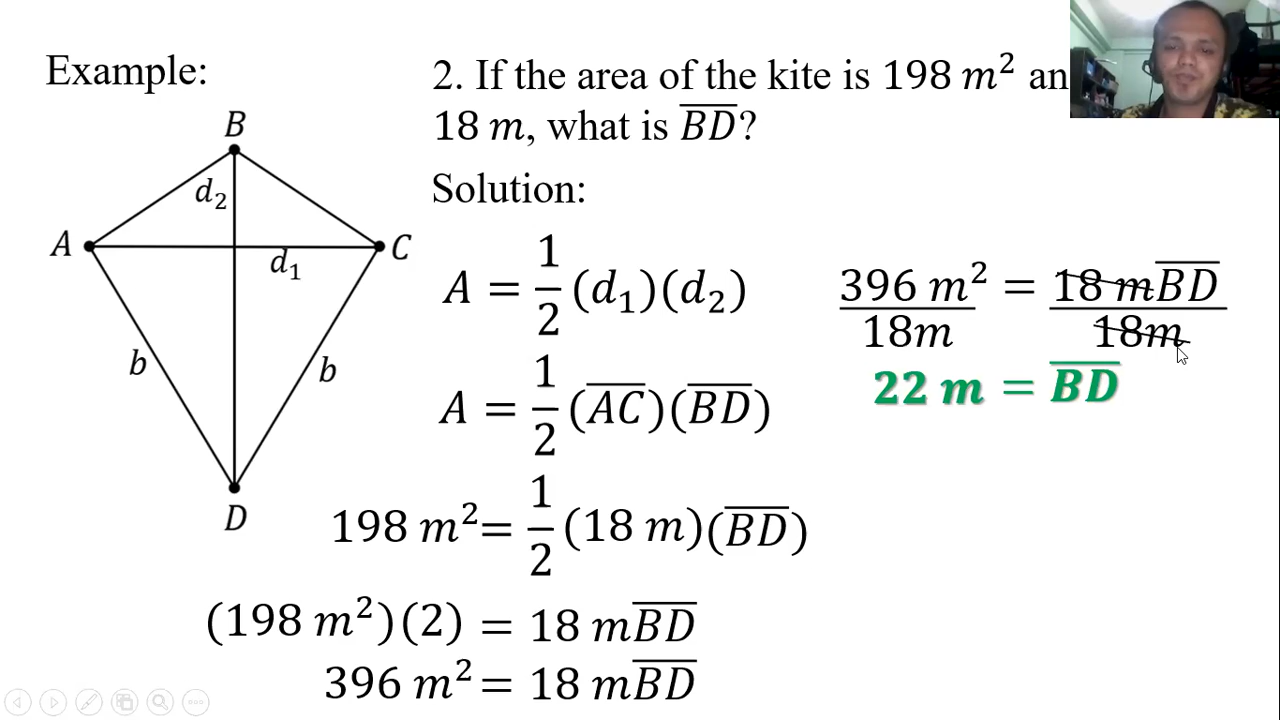 Example:
2. If the area of the kite is 198 m² an
18 m, what is B̅D̅?
Solution:
B
d₂
A
C
d₁
b
b
D
A = 1/2 (d₁)(d₂)
A = 1/2 (A̅C̅)(B̅D̅)
198 m² = 1/2 (18 m)(B̅D̅)
(198 m²)(2) = 18 mB̅D̅
396 m² = 18 mB̅D̅
396 m²/18m = 18 mB̅D̅/18m
22 m = B̅D̅